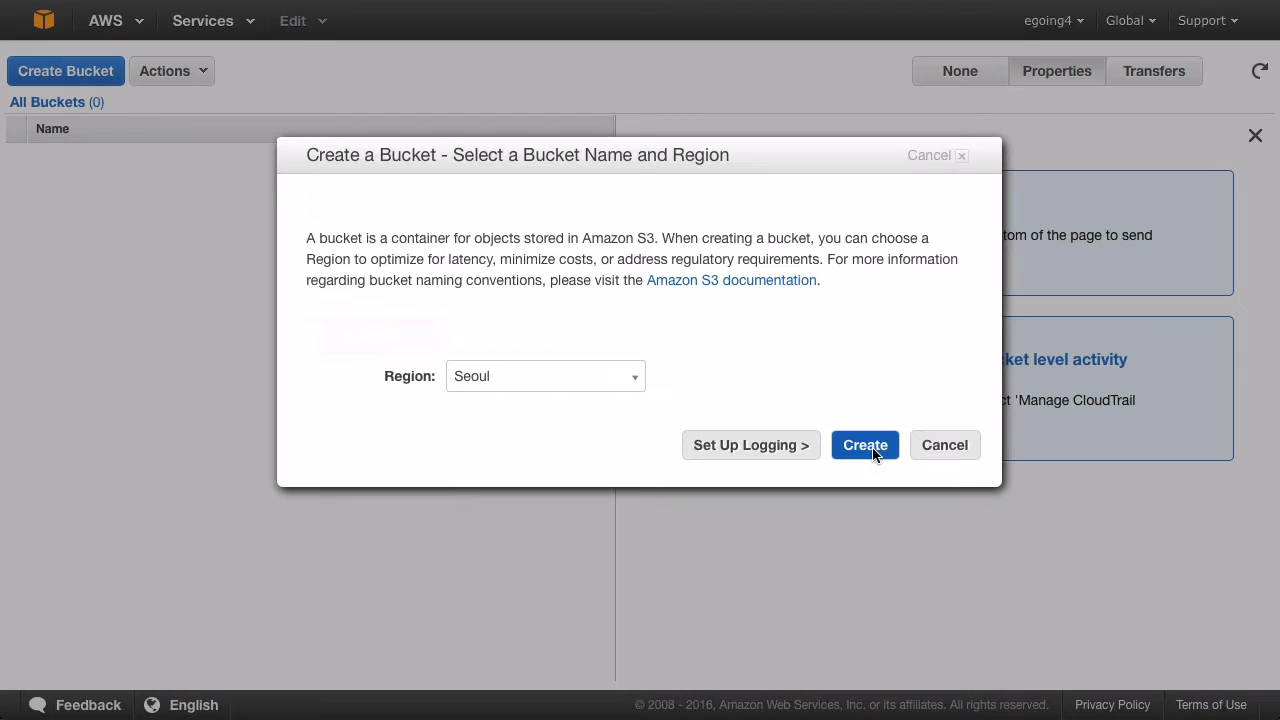 AWS Services Edit egoing4 Global Support
Create Bucket Actions None Properties Transfers
All Buckets (0)
Name
Create a Bucket - Select a Bucket Name and Region Cancel
A bucket is a container for objects stored in Amazon S3. When creating a bucket, you can choose a
Region to optimize for latency, minimize costs, or address regulatory requirements. For more information
regarding bucket naming conventions, please visit the Amazon S3 documentation.
Region: Seoul
Set Up Logging > Create Cancel
tom of the page to send
ket level activity
ct 'Manage CloudTrail
Feedback English © 2008 - 2016, Amazon Web Services, Inc. or its affiliates. All rights reserved. Privacy Policy Terms of Use